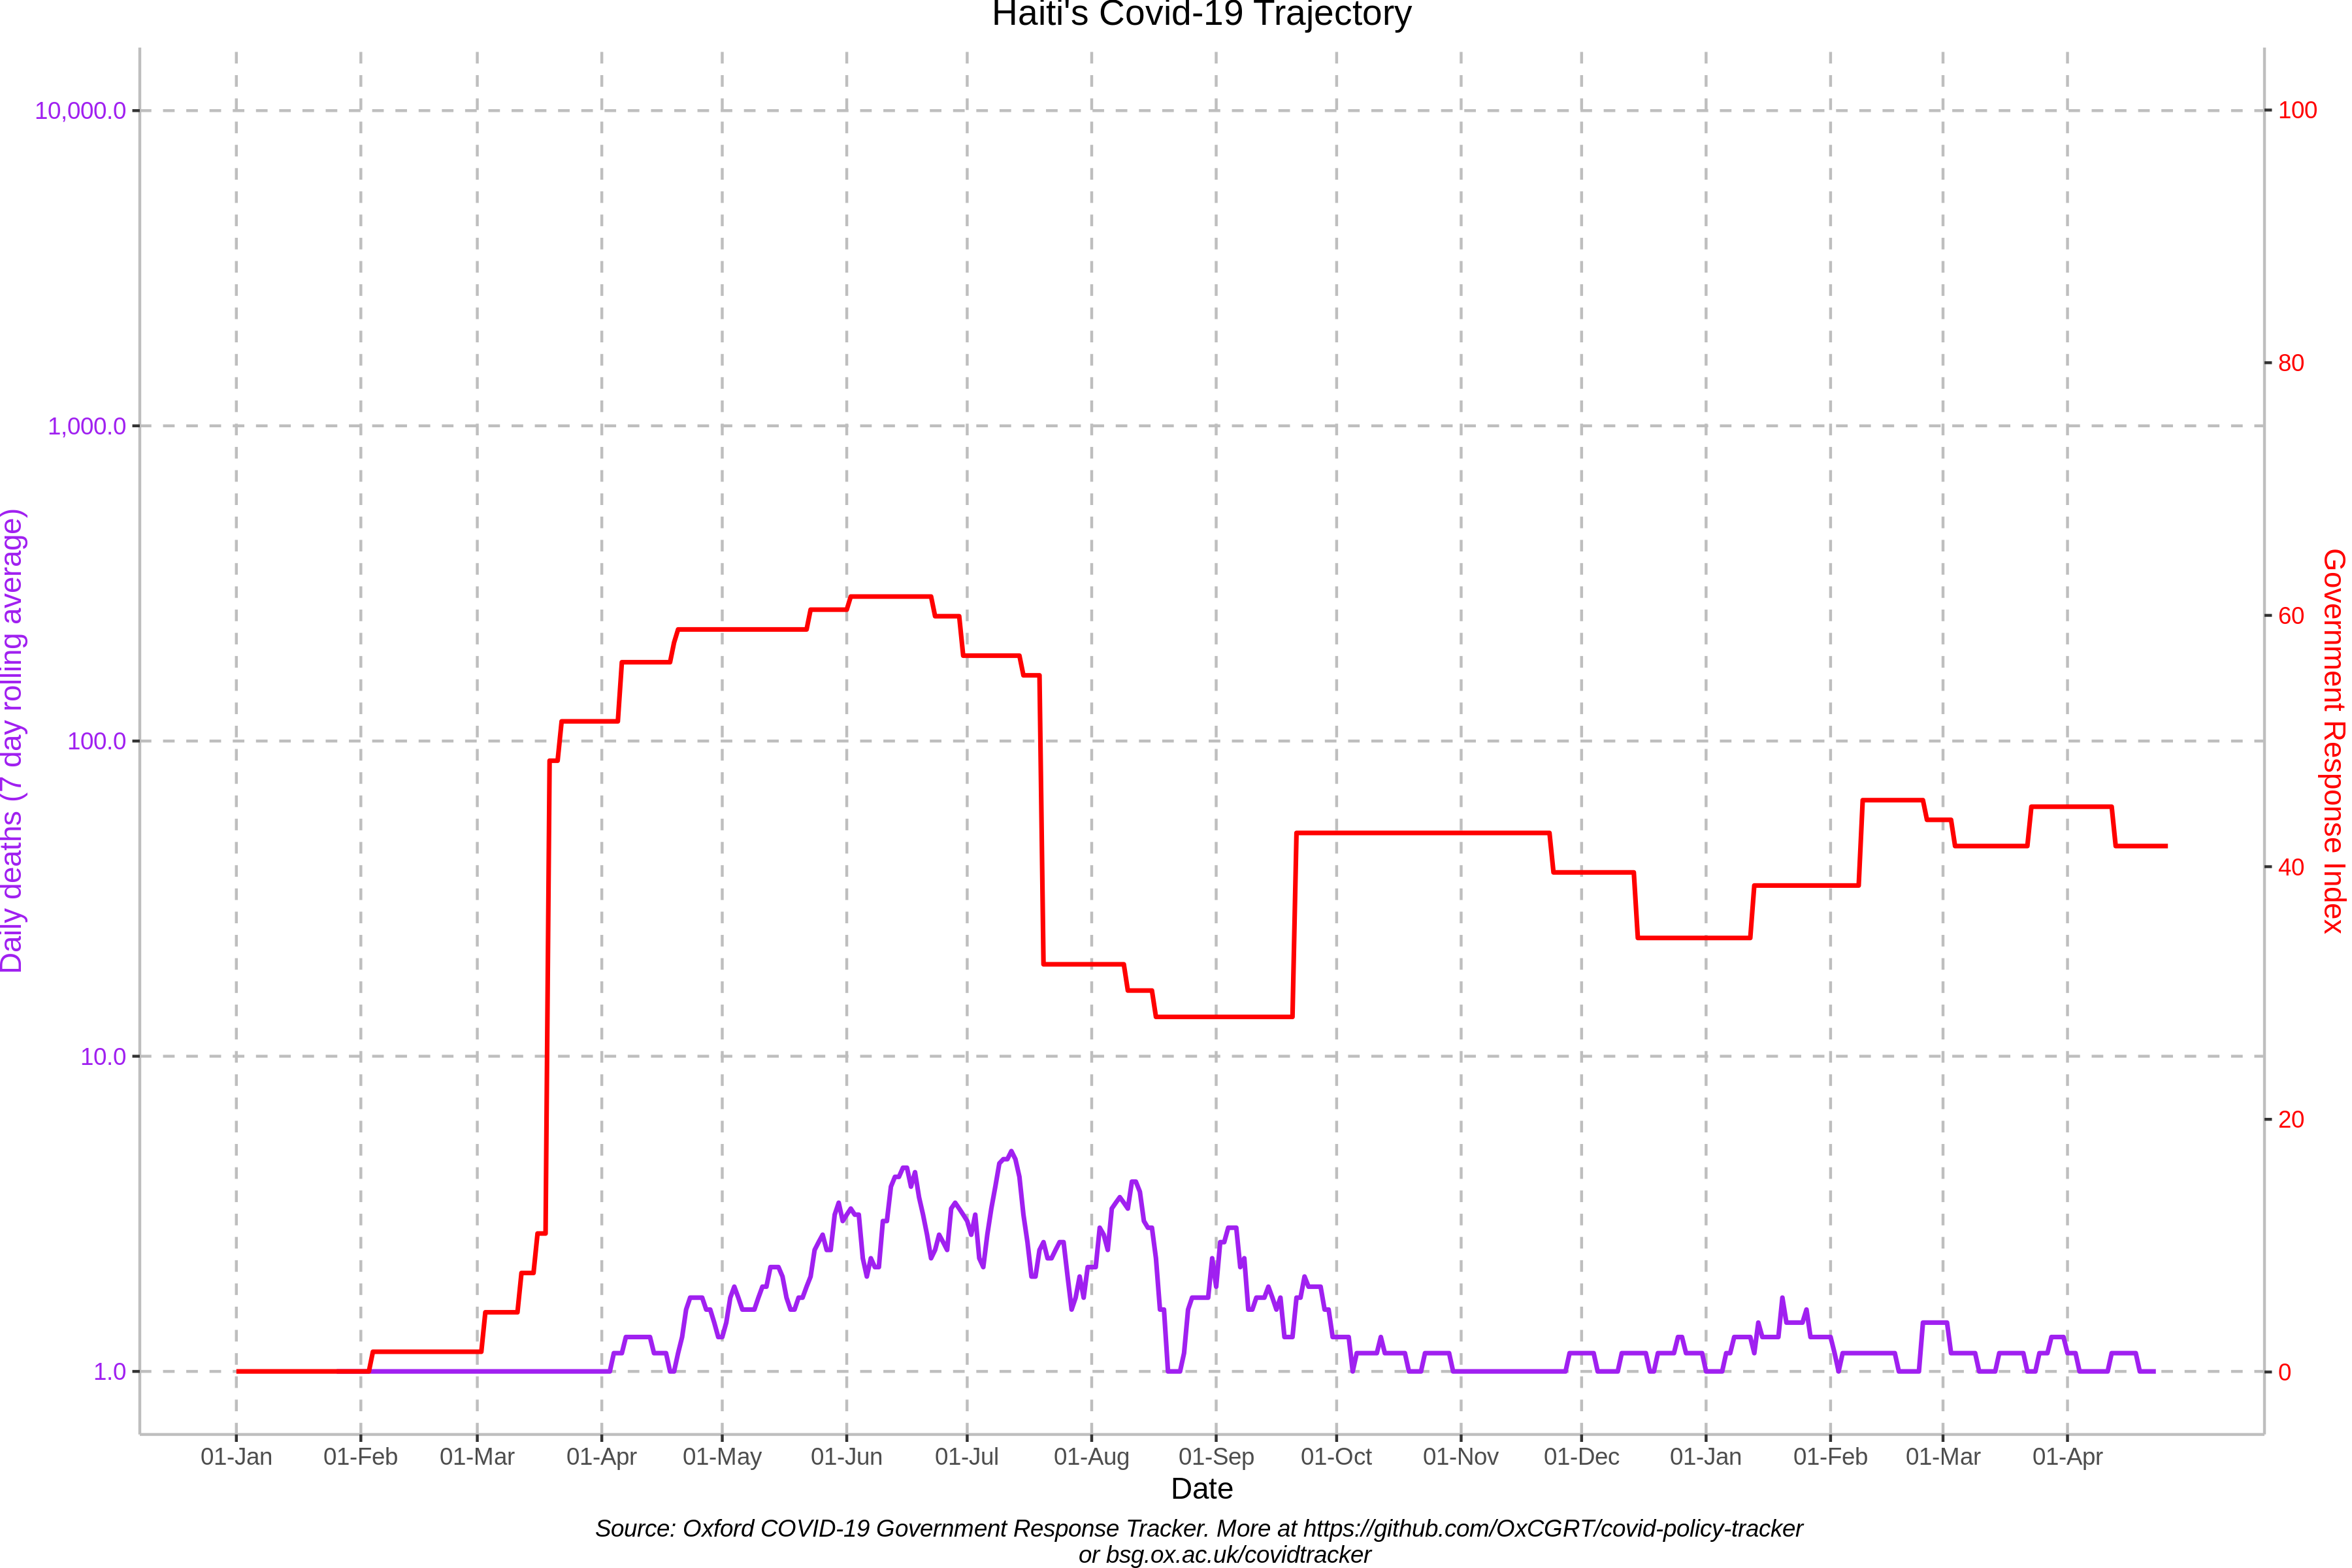 Haiti's Covid-19 Trajectory
10,000.0
1,000.0
100.0
10.0
1.0
Daily deaths (7 day rolling average)
100
80
60
40
20
0
Government Response Index
01-Jan 01-Feb 01-Mar 01-Apr 01-May 01-Jun 01-Jul 01-Aug 01-Sep 01-Oct 01-Nov 01-Dec 01-Jan 01-Feb 01-Mar 01-Apr
Date
Source: Oxford COVID-19 Government Response Tracker. More at https://github.com/OxCGRT/covid-policy-tracker
or bsg.ox.ac.uk/covidtracker